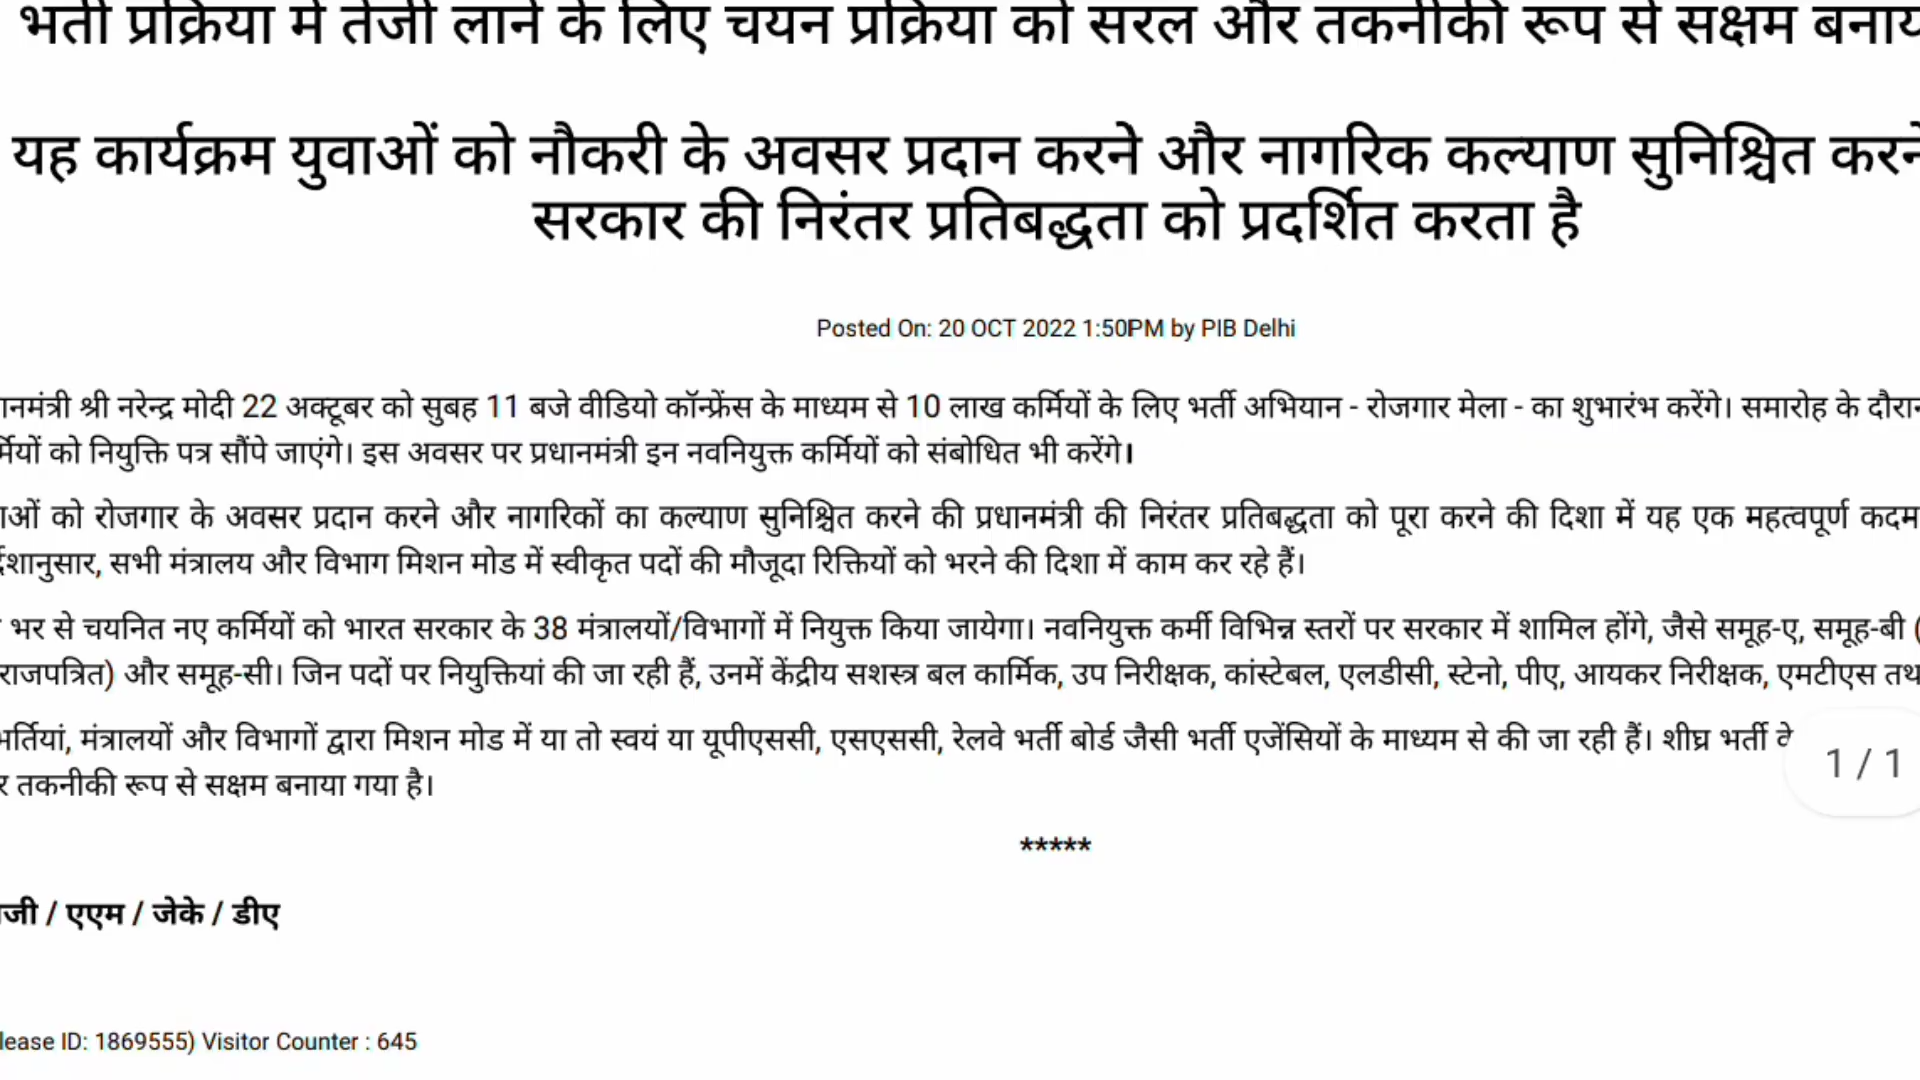 भर्ती प्रक्रिया में तेजी लाने के लिए चयन प्रक्रिया को सरल और तकनीकी रूप से सक्षम
यह कार्यक्रम युवाओं को नौकरी के अवसर प्रदान करने और नागरिक कल्याण सुनिश्चित
सरकार की निरंतर प्रतिबद्धता को प्रदर्शित करता है
Posted On: 20 OCT 2022 1:50PM by PIB Delhi
श्री नरेन्द्र मोदी 22 अक्टूबर को सुबह 11 बजे वीडियो कॉन्फ्रेंस के माध्यम से 10 लाख कर्मियों के लिए भर्ती अभियान - रोजगार मेला - का शुभारंभ करेंगे। समारोह के
को नियुक्ति पत्र सौंपे जाएंगे। इस अवसर पर प्रधानमंत्री इन नवनियुक्त कर्मियों को संबोधित भी करेंगे।
को रोजगार के अवसर प्रदान करने और नागरिकों का कल्याण सुनिश्चित करने की प्रधानमंत्री की निरंतर प्रतिबद्धता को पूरा करने की दिशा में यह एक महत्वपूर्ण कदम
सभी मंत्रालय और विभाग मिशन मोड में स्वीकृत पदों की मौजूदा रिक्तियों को भरने की दिशा में काम कर रहे हैं।
भर से चयनित नए कर्मियों को भारत सरकार के 38 मंत्रालयों/विभागों में नियुक्त किया जायेगा। नवनियुक्त कर्मी विभिन्न स्तरों पर सरकार में शामिल होंगे, जैसे समूह-ए, समूह-बी (
राजपत्रित) और समूह-सी। जिन पदों पर नियुक्तियां की जा रही हैं, उनमें केंद्रीय सशस्त्र बल कार्मिक, उप निरीक्षक, कांस्टेबल, एलडीसी, स्टेनो, पीए, आयकर निरीक्षक, एमटीएस
भर्तियां, मंत्रालयों और विभागों द्वारा मिशन मोड में या तो स्वयं या यूपीएससी, एसएससी, रेलवे भर्ती बोर्ड जैसी भर्ती एजेंसियों के माध्यम से की जा रही हैं। शीघ्र भर्ती के
तकनीकी रूप से सक्षम बनाया गया है।
1 / 1
*****
/ एएम / जेके / डीए
ID: 1869555) Visitor Counter : 645